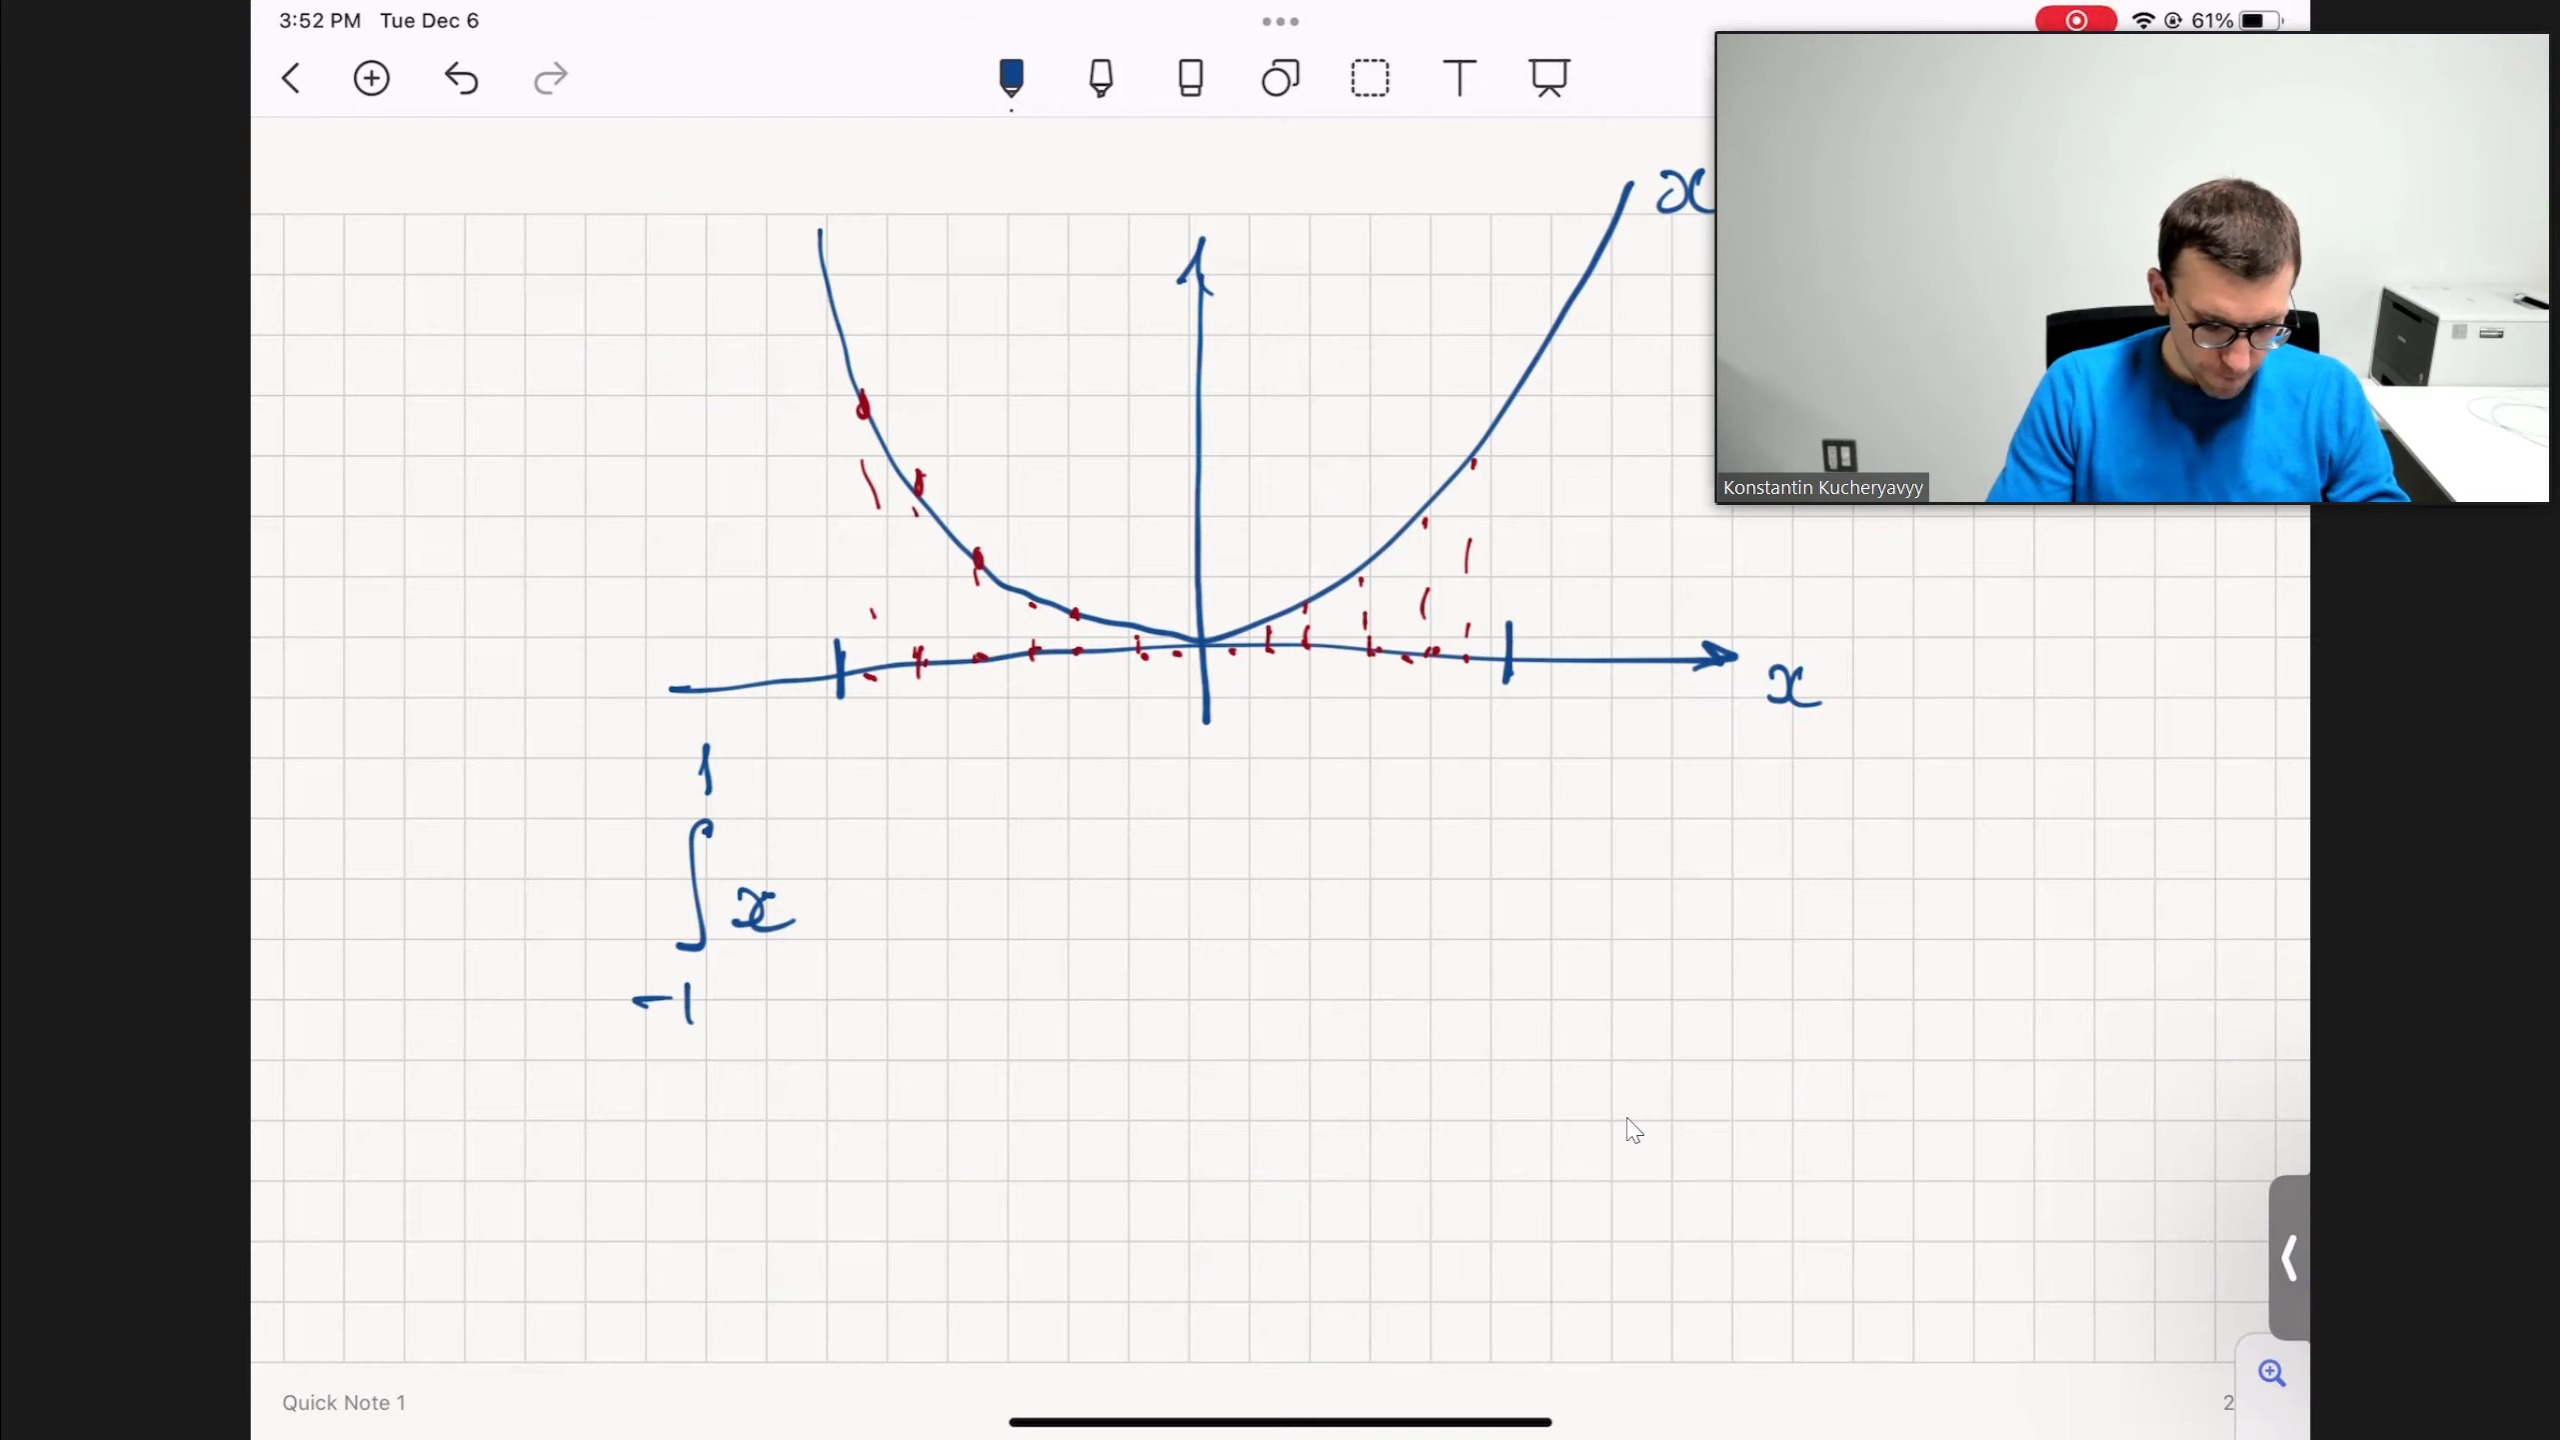 3:52 PM Tue Dec 6
61%
T
x
Konstantin Kucheryavyy
x
1
∫ x
-1
Quick Note 1
2